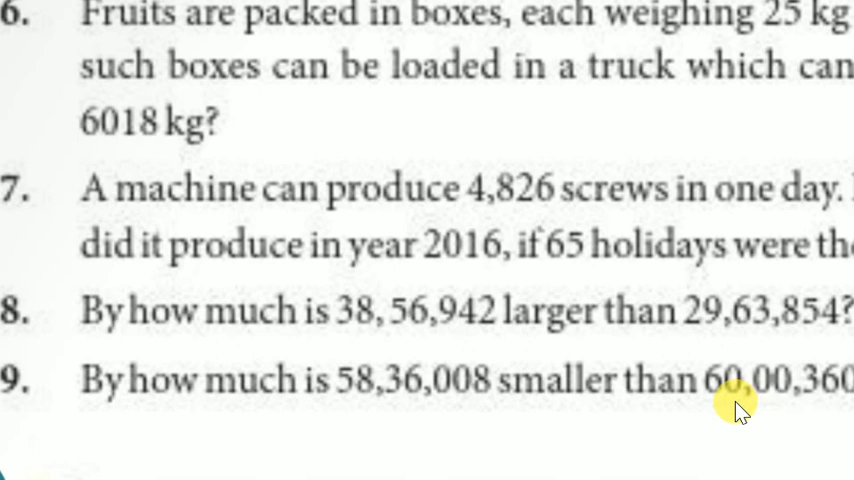 6. Fruits are packed in boxes, each weighing 25 kg
such boxes can be loaded in a truck which can
6018 kg?
7. A machine can produce 4,826 screws in one day.
did it produce in year 2016, if 65 holidays were
8. By how much is 38, 56,942 larger than 29,63,854?
9. By how much is 58,36,008 smaller than 60,00,360